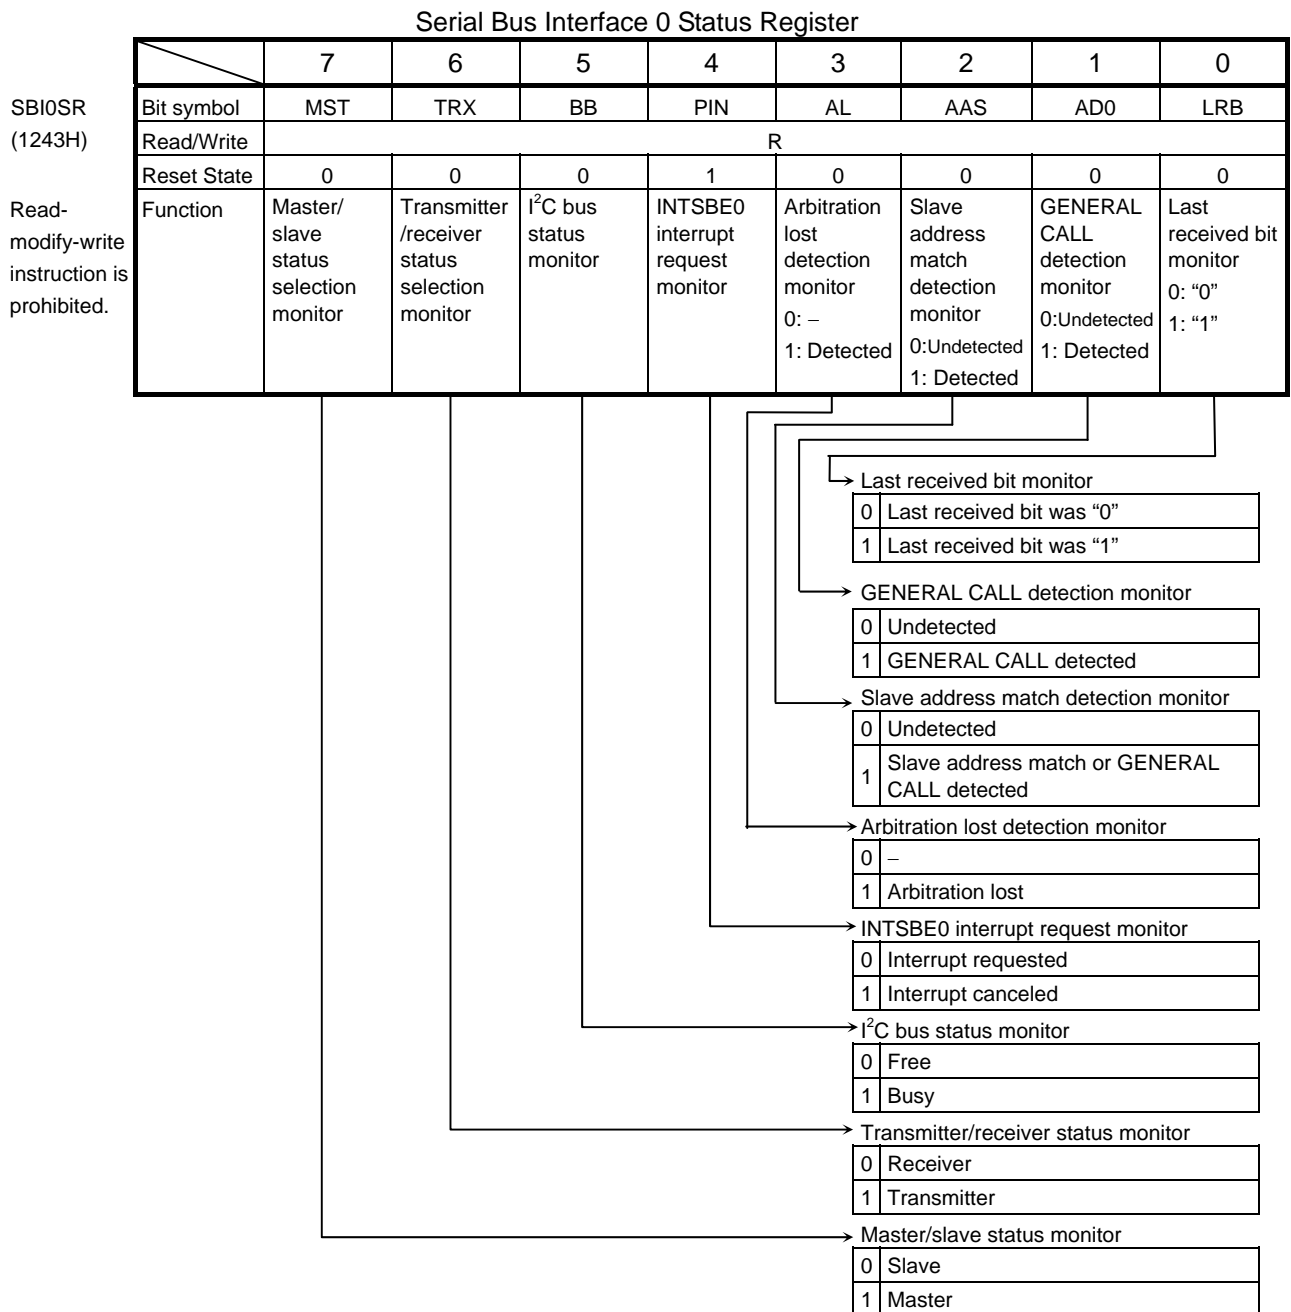 Serial Bus Interface 0 Status Register
7 6 5 4 3 2 1 0
SBI0SR
(1243H)
Bit symbol MST TRX BB PIN AL AAS AD0 LRB
Read/Write R
Reset State 0 0 0 1 0 0 0 0
Read-
modify-write
instruction is
prohibited.
Function
Master/
slave
status
selection
monitor
Transmitter
/receiver
status
selection
monitor
I²C bus
status
monitor
INTSBE0
interrupt
request
monitor
Arbitration
lost
detection
monitor
0: −
1: Detected
Slave
address
match
detection
monitor
0:Undetected
1: Detected
GENERAL
CALL
detection
monitor
0:Undetected
1: Detected
Last
received bit
monitor
0: “0”
1: “1”
Last received bit monitor
0 Last received bit was “0”
1 Last received bit was “1”
GENERAL CALL detection monitor
0 Undetected
1 GENERAL CALL detected
Slave address match detection monitor
0 Undetected
1 Slave address match or GENERAL
CALL detected
Arbitration lost detection monitor
0 −
1 Arbitration lost
INTSBE0 interrupt request monitor
0 Interrupt requested
1 Interrupt canceled
I²C bus status monitor
0 Free
1 Busy
Transmitter/receiver status monitor
0 Receiver
1 Transmitter
Master/slave status monitor
0 Slave
1 Master